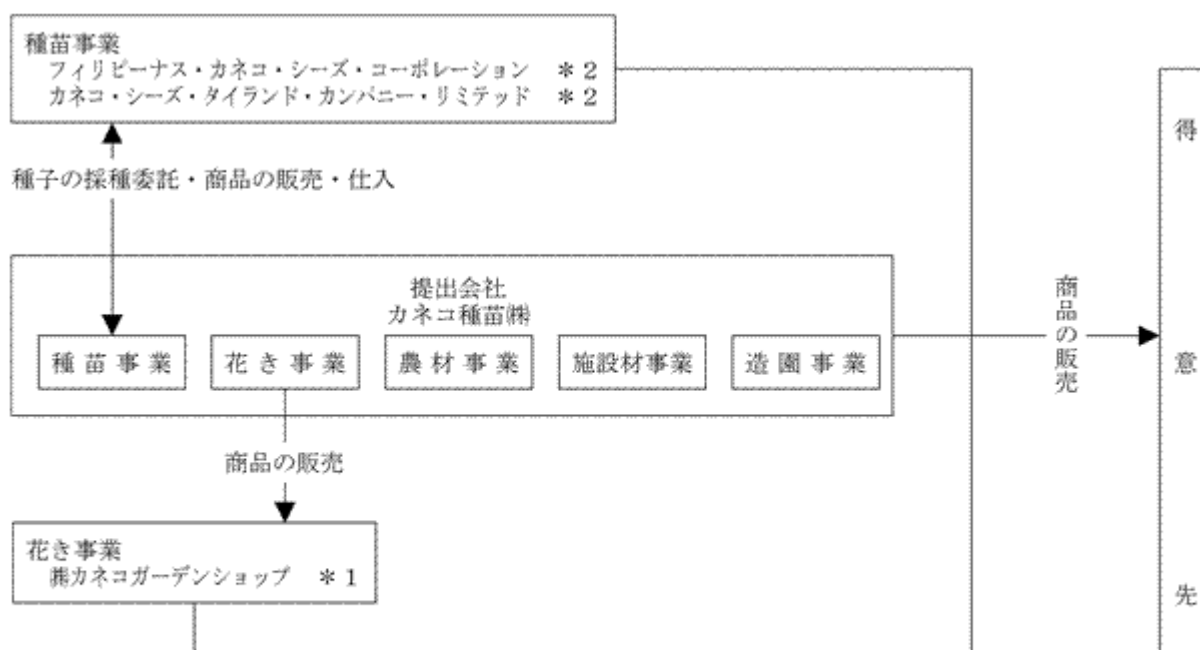 種苗事業
フィリピーナス・カネコ・シーズ・コーポレーション ＊2
カネコ・シーズ・タイランド・カンパニー・リミテッド ＊2
種子の採種委託・商品の販売・仕入
提出会社
カネコ種苗㈱
種苗事業
花き事業
農材事業
施設材事業
造園事業
商品の販売
商品の販売
花き事業
㈱カネコガーデンショップ ＊1
得意先